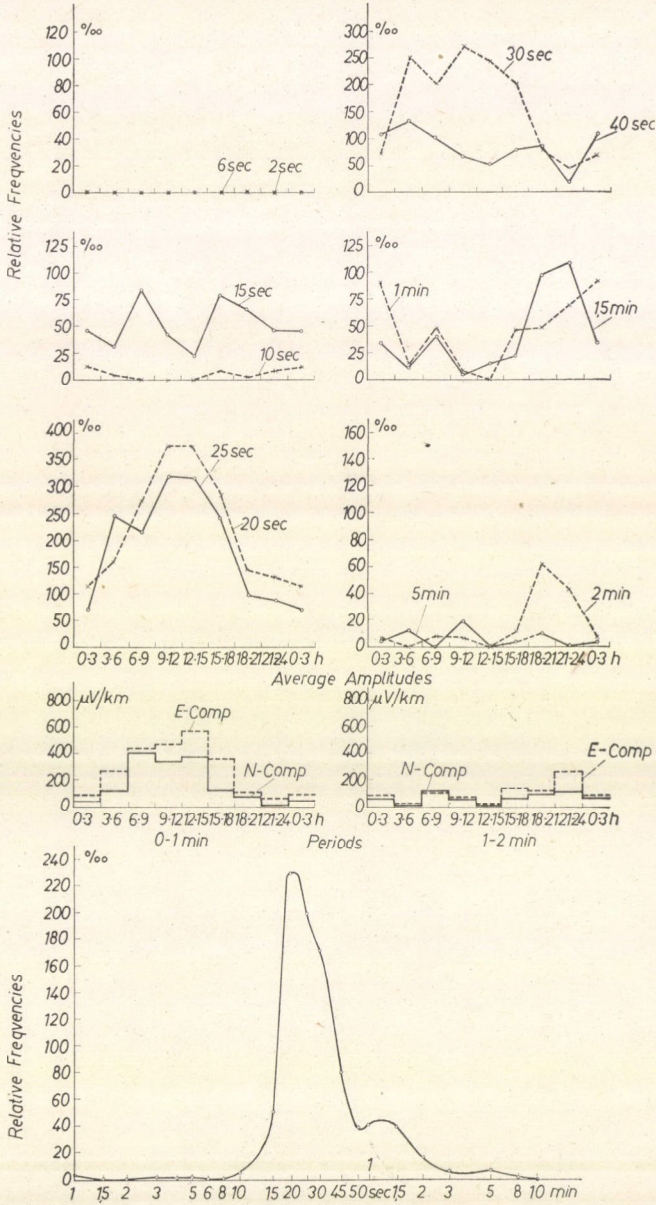 Relative Freqvencies
‰
120
100
80
60
40
20
0
6sec
2sec
‰
300
250
200
150
100
50
0
30 sec
40 sec
‰
125
100
75
50
25
0
15sec
10 sec
‰
125
100
75
50
25
0
1 min
1,5 min
‰
400
350
300
250
200
150
100
50
0
25 sec
20 sec
0-3 3-6 6-9 9-12 12-15 15-18 18-21 21-24 0-3 h
‰
160
140
120
100
80
60
40
20
0
5min
2min
0-3 3-6 6-9 9-12 12-15 15-18 18-21 21-24 0-3 h
Average Amplitudes
µV/km
800
600
400
200
0
E-Comp
N-Comp
0-3 3-6 6-9 9-12 12-15 15-18 18-21 21-24 0-3 h
0-1 min
µV/km
800
600
400
200
0
N-Comp
E-Comp
0-3 3-6 6-9 9-12 12-15 15-18 18-21 21-24 0-3 h
1-2 min
Periods
Relative Freqvencies
‰
220
200
180
160
140
120
100
80
60
40
20
0
1
1 1,5 2 3 5 6 8 10 15 20 30 45 50sec 1,5 2 3 5 8 10 min